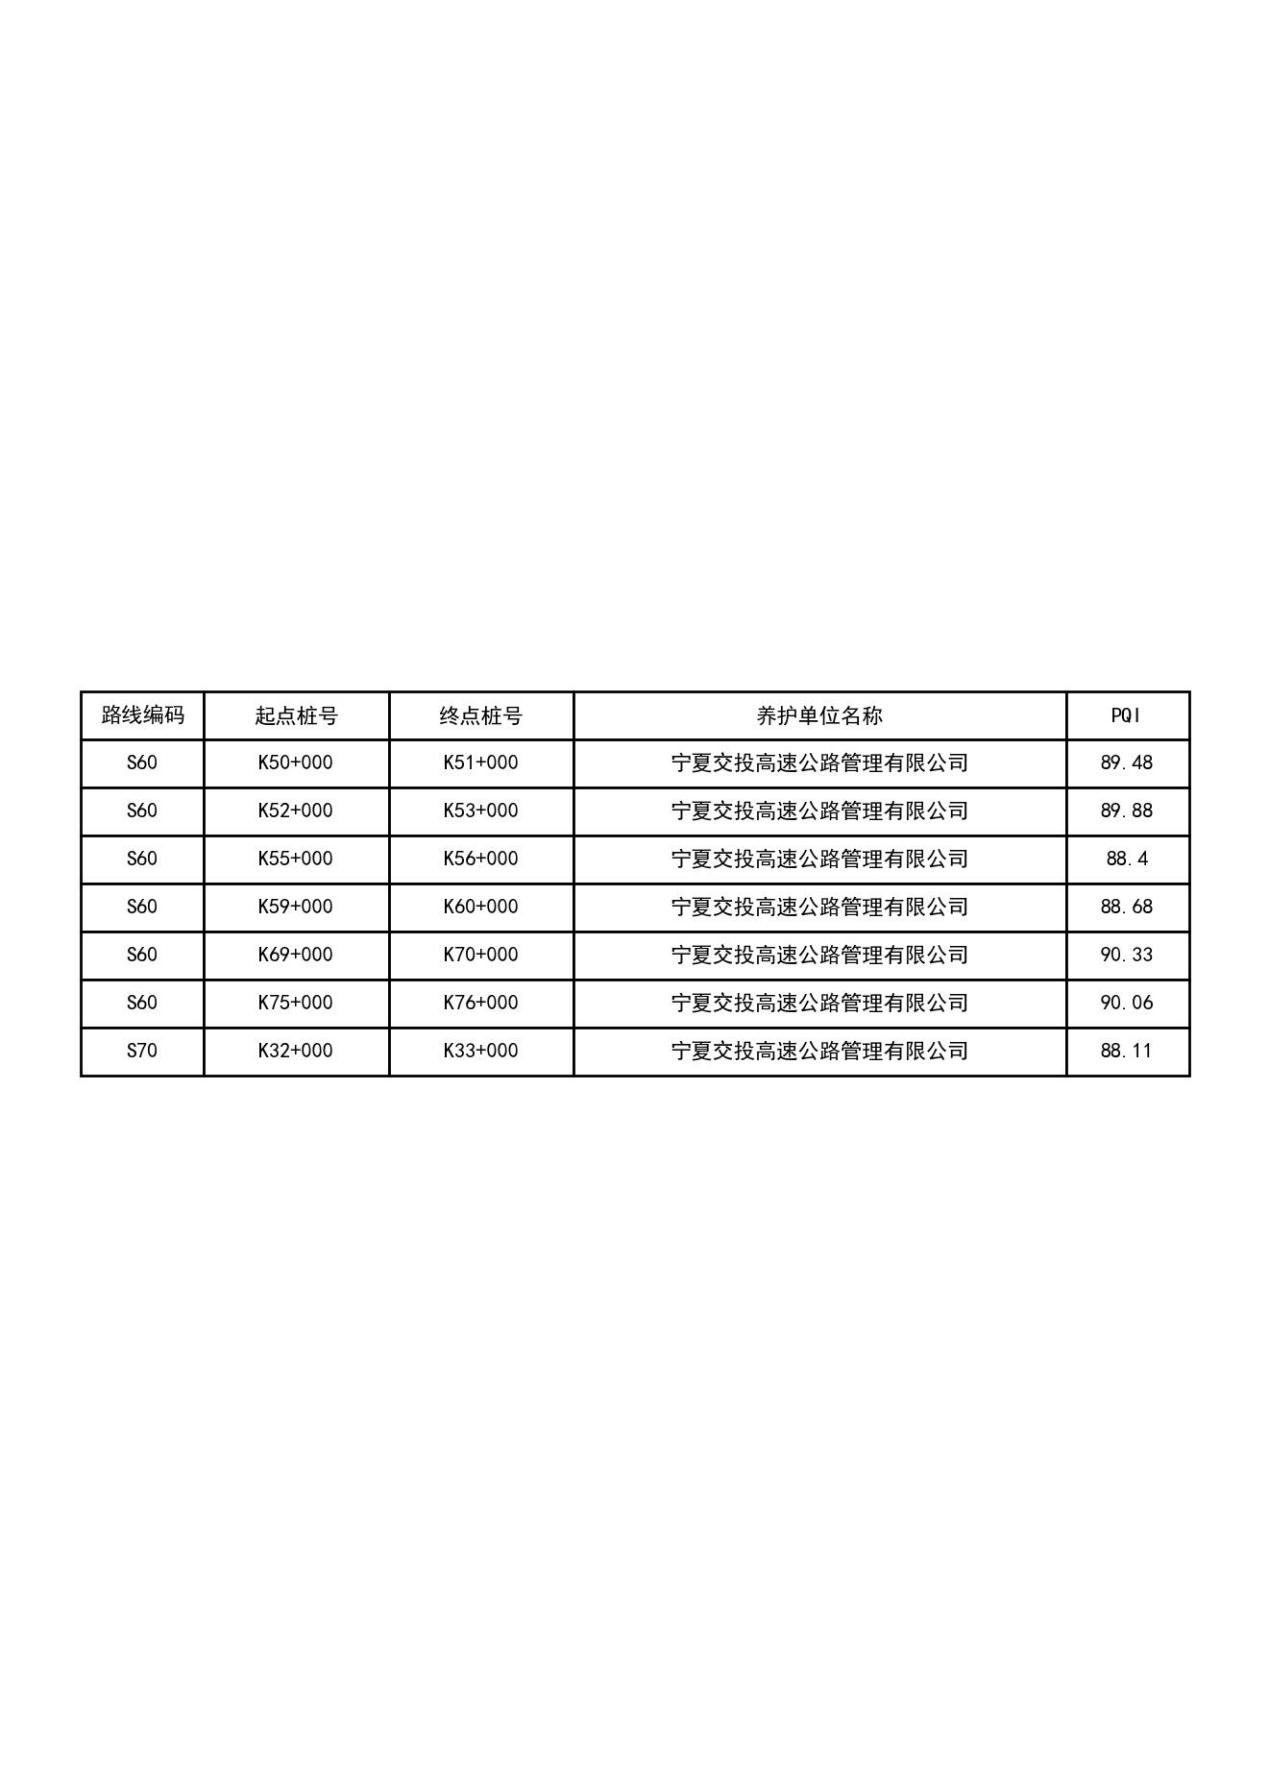 路线编码 起点桩号 终点桩号 养护单位名称 PQI
S60 K50+000 K51+000 宁夏交投高速公路管理有限公司 89.48
S60 K52+000 K53+000 宁夏交投高速公路管理有限公司 89.88
S60 K55+000 K56+000 宁夏交投高速公路管理有限公司 88.4
S60 K59+000 K60+000 宁夏交投高速公路管理有限公司 88.68
S60 K69+000 K70+000 宁夏交投高速公路管理有限公司 90.33
S60 K75+000 K76+000 宁夏交投高速公路管理有限公司 90.06
S70 K32+000 K33+000 宁夏交投高速公路管理有限公司 88.11